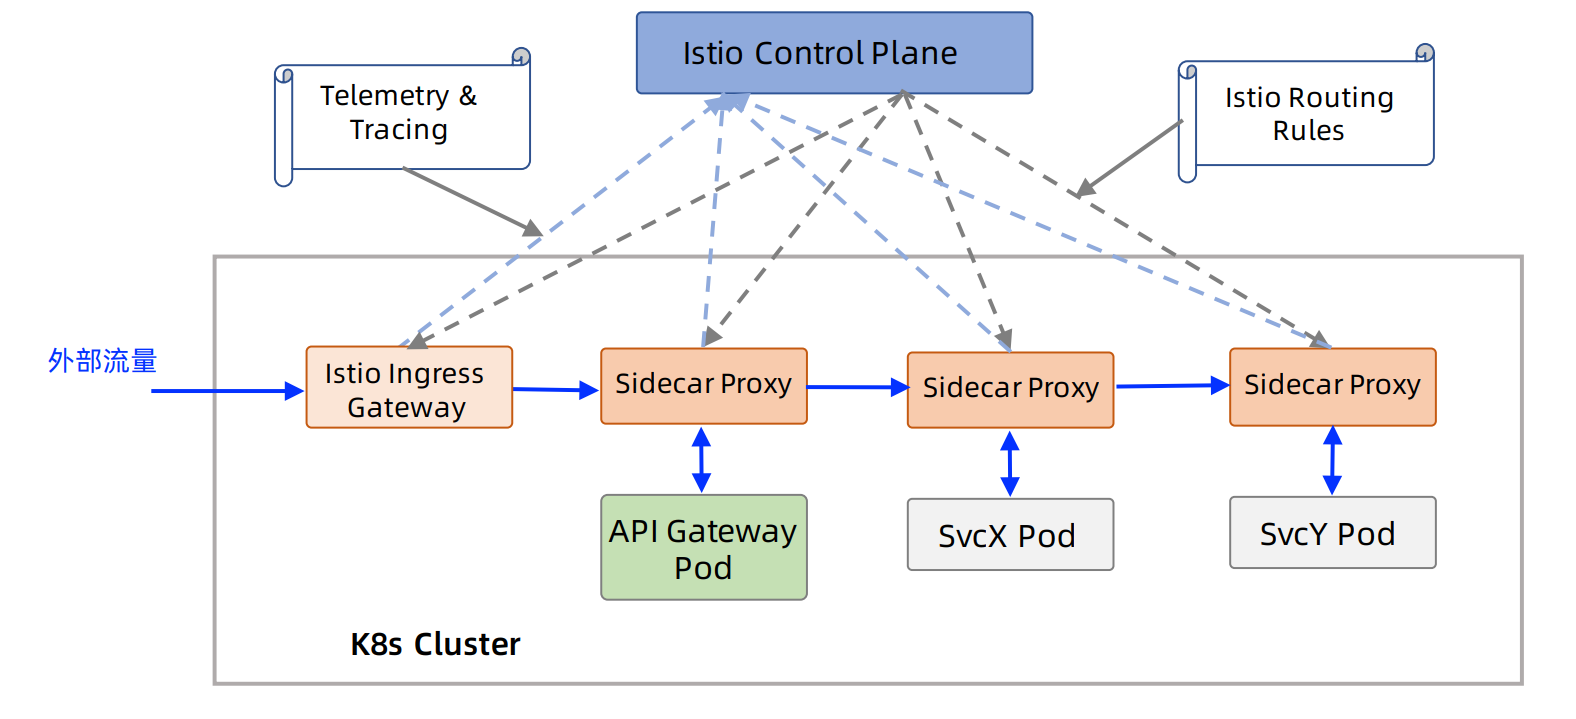 Istio Control Plane
Telemetry &
Tracing
Istio Routing
Rules
外部流量
Istio Ingress
Gateway
Sidecar Proxy
Sidecar Proxy
Sidecar Proxy
API Gateway
Pod
SvcX Pod
SvcY Pod
K8s Cluster